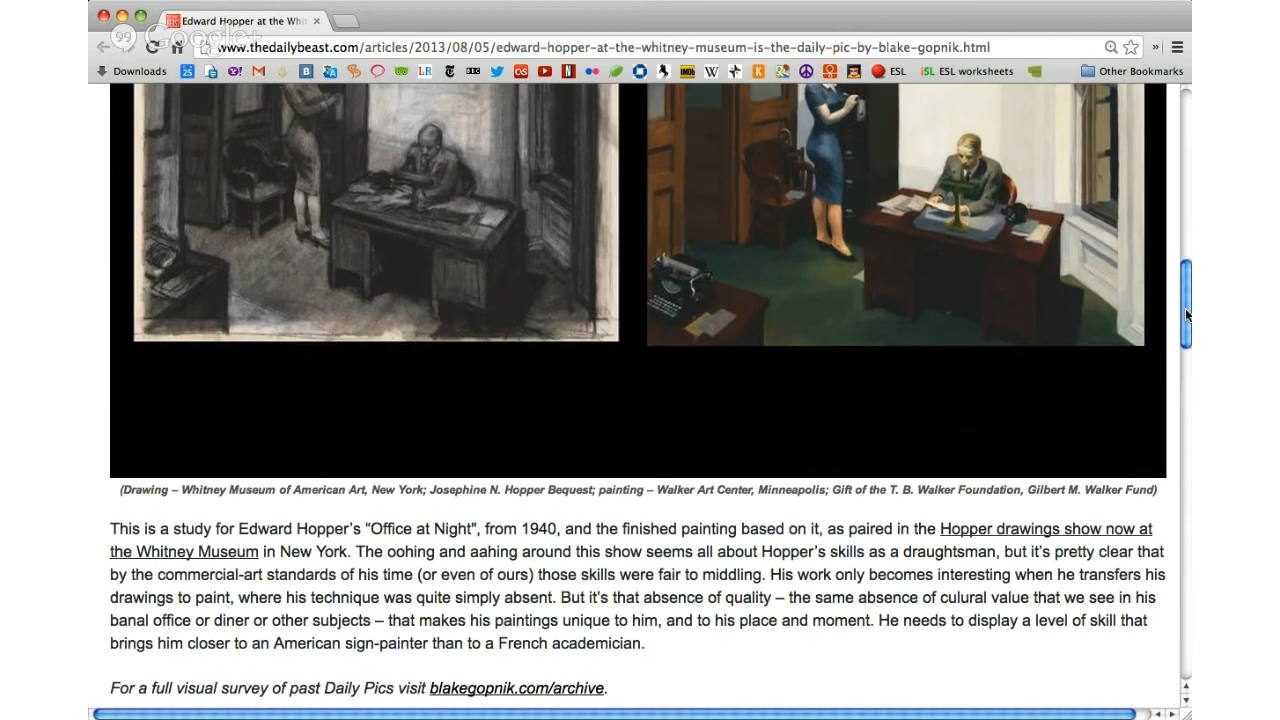 Edward Hopper at the Whit
Google+
www.thedailybeast.com/articles/2013/08/05/edward-hopper-at-the-whitney-museum-is-the-daily-pic-by-blake-gopnik.html
Downloads 25 Y! B LR BBC os N IMDb W K ESL iSL ESL worksheets Other Bookmarks
(Drawing – Whitney Museum of American Art, New York; Josephine N. Hopper Bequest; painting – Walker Art Center, Minneapolis; Gift of the T. B. Walker Foundation, Gilbert M. Walker Fund)
This is a study for Edward Hopper's “Office at Night”, from 1940, and the finished painting based on it, as paired in the Hopper drawings show now at
the Whitney Museum in New York. The oohing and aahing around this show seems all about Hopper's skills as a draughtsman, but it's pretty clear that
by the commercial-art standards of his time (or even of ours) those skills were fair to middling. His work only becomes interesting when he transfers his
drawings to paint, where his technique was quite simply absent. But it's that absence of quality – the same absence of culural value that we see in his
banal office or diner or other subjects – that makes his paintings unique to him, and to his place and moment. He needs to display a level of skill that
brings him closer to an American sign-painter than to a French academician.
For a full visual survey of past Daily Pics visit blakegopnik.com/archive.